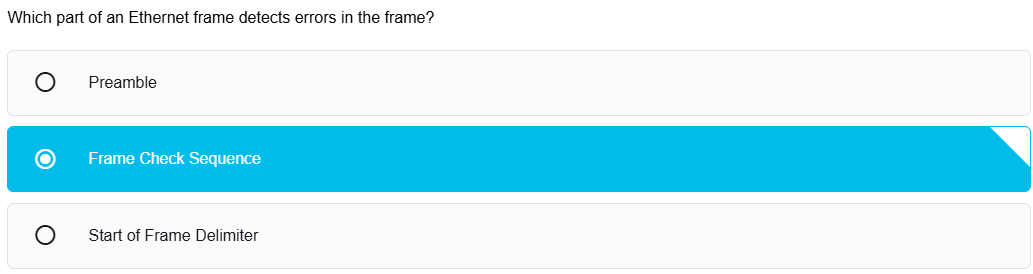 Which part of an Ethernet frame detects errors in the frame?
Preamble
Frame Check Sequence
Start of Frame Delimiter